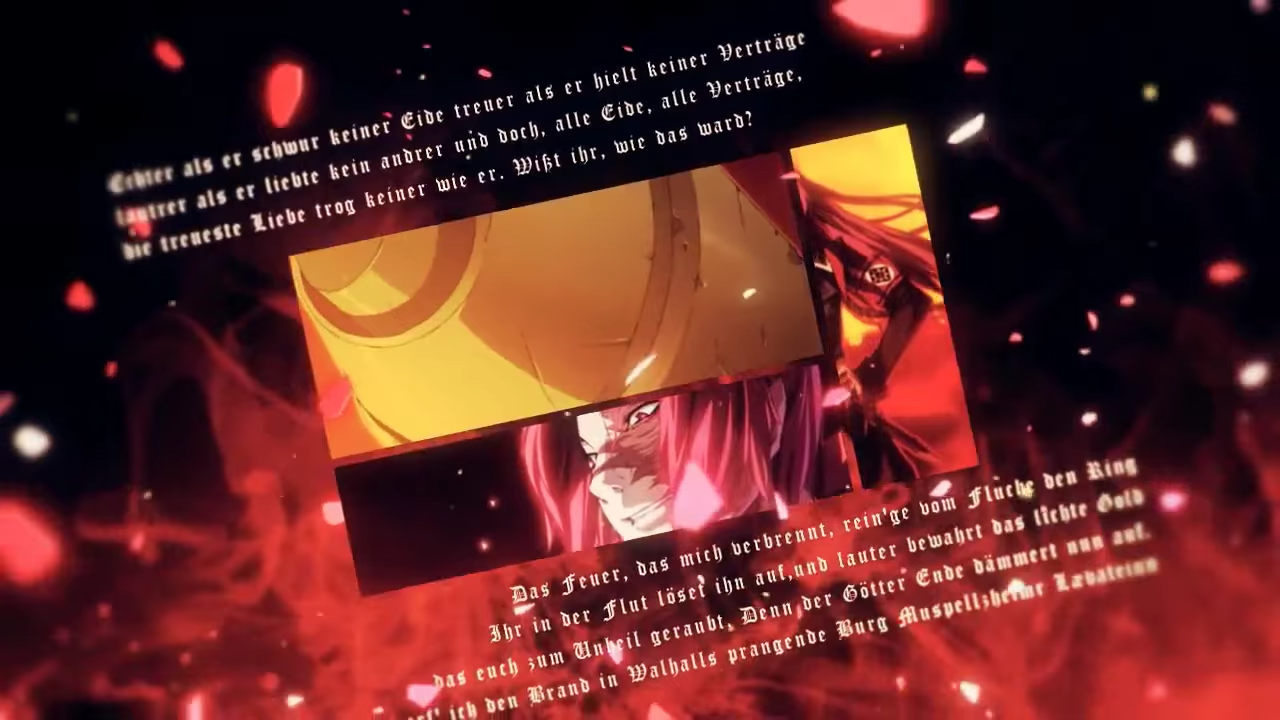 Echter als er schwur keiner Eide treuer als er hielt keiner Verträge
lautrer als er liebte kein andrer und doch, alle Eide, alle Verträge,
die treueste Liebe trog keiner wie er. Wißt ihr, wie das ward?
Das Feuer, das mich verbrennt, rein'ge vom Fluche den Ring
Ihr in der Flut löset ihn auf,und lauter bewahrt das lichte Gold
das euch zum Unheil geraubt, Denn der Götter Ende dämmert nun auf.
ich den Brand in Walhalls prangende Burg Muspellzheimr Lævateinn